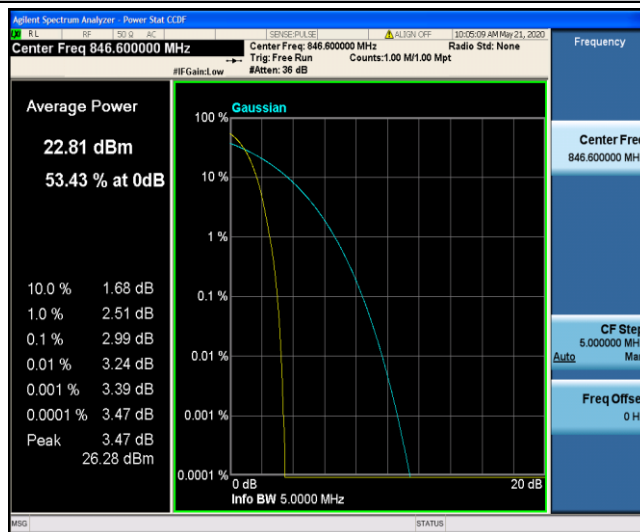 Agilent Spectrum Analyzer - Power Stat CCDF
RL RF 50 Ω AC SENSE:PULSE ALIGN OFF 10:05:09 AM May 21, 2020
Center Freq 846.600000 MHz
Center Freq: 846.600000 MHz Radio Std: None
Trig: Free Run Counts:1.00 M/1.00 Mpt
#IFGain:Low #Atten: 36 dB
Frequency
Average Power
22.81 dBm
53.43 % at 0dB
10.0 % 1.68 dB
1.0 % 2.51 dB
0.1 % 2.99 dB
0.01 % 3.24 dB
0.001 % 3.39 dB
0.0001 % 3.47 dB
Peak 3.47 dB
26.28 dBm
Gaussian
100 %
10 %
1 %
0.1 %
0.01 %
0.001 %
0.0001 %
0 dB 20 dB
Info BW 5.0000 MHz
Center Fre
846.600000 MH
CF Step
5.000000 MH
Auto Ma
Freq Offse
0 H
MSG STATUS